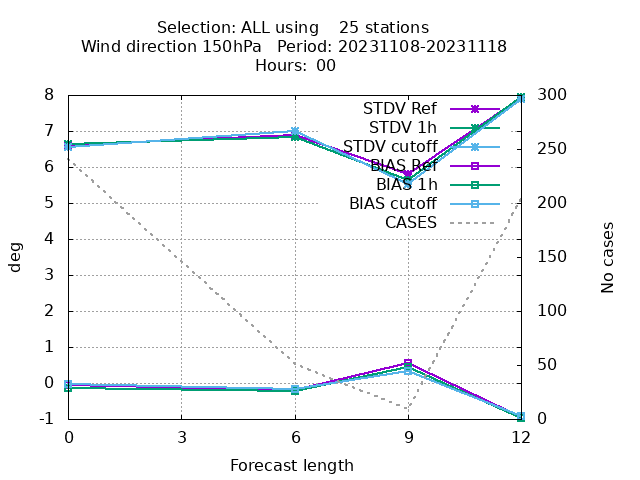 Selection: ALL using    25 stations
Wind direction 150hPa   Period: 20231108-20231118
Hours:  00
8
7
6
5
4
3
2
1
0
-1
300
250
200
150
100
50
0
0
3
6
9
12
deg
No cases
Forecast length
STDV Ref
STDV 1h
STDV cutoff
BIAS Ref
BIAS 1h
BIAS cutoff
CASES